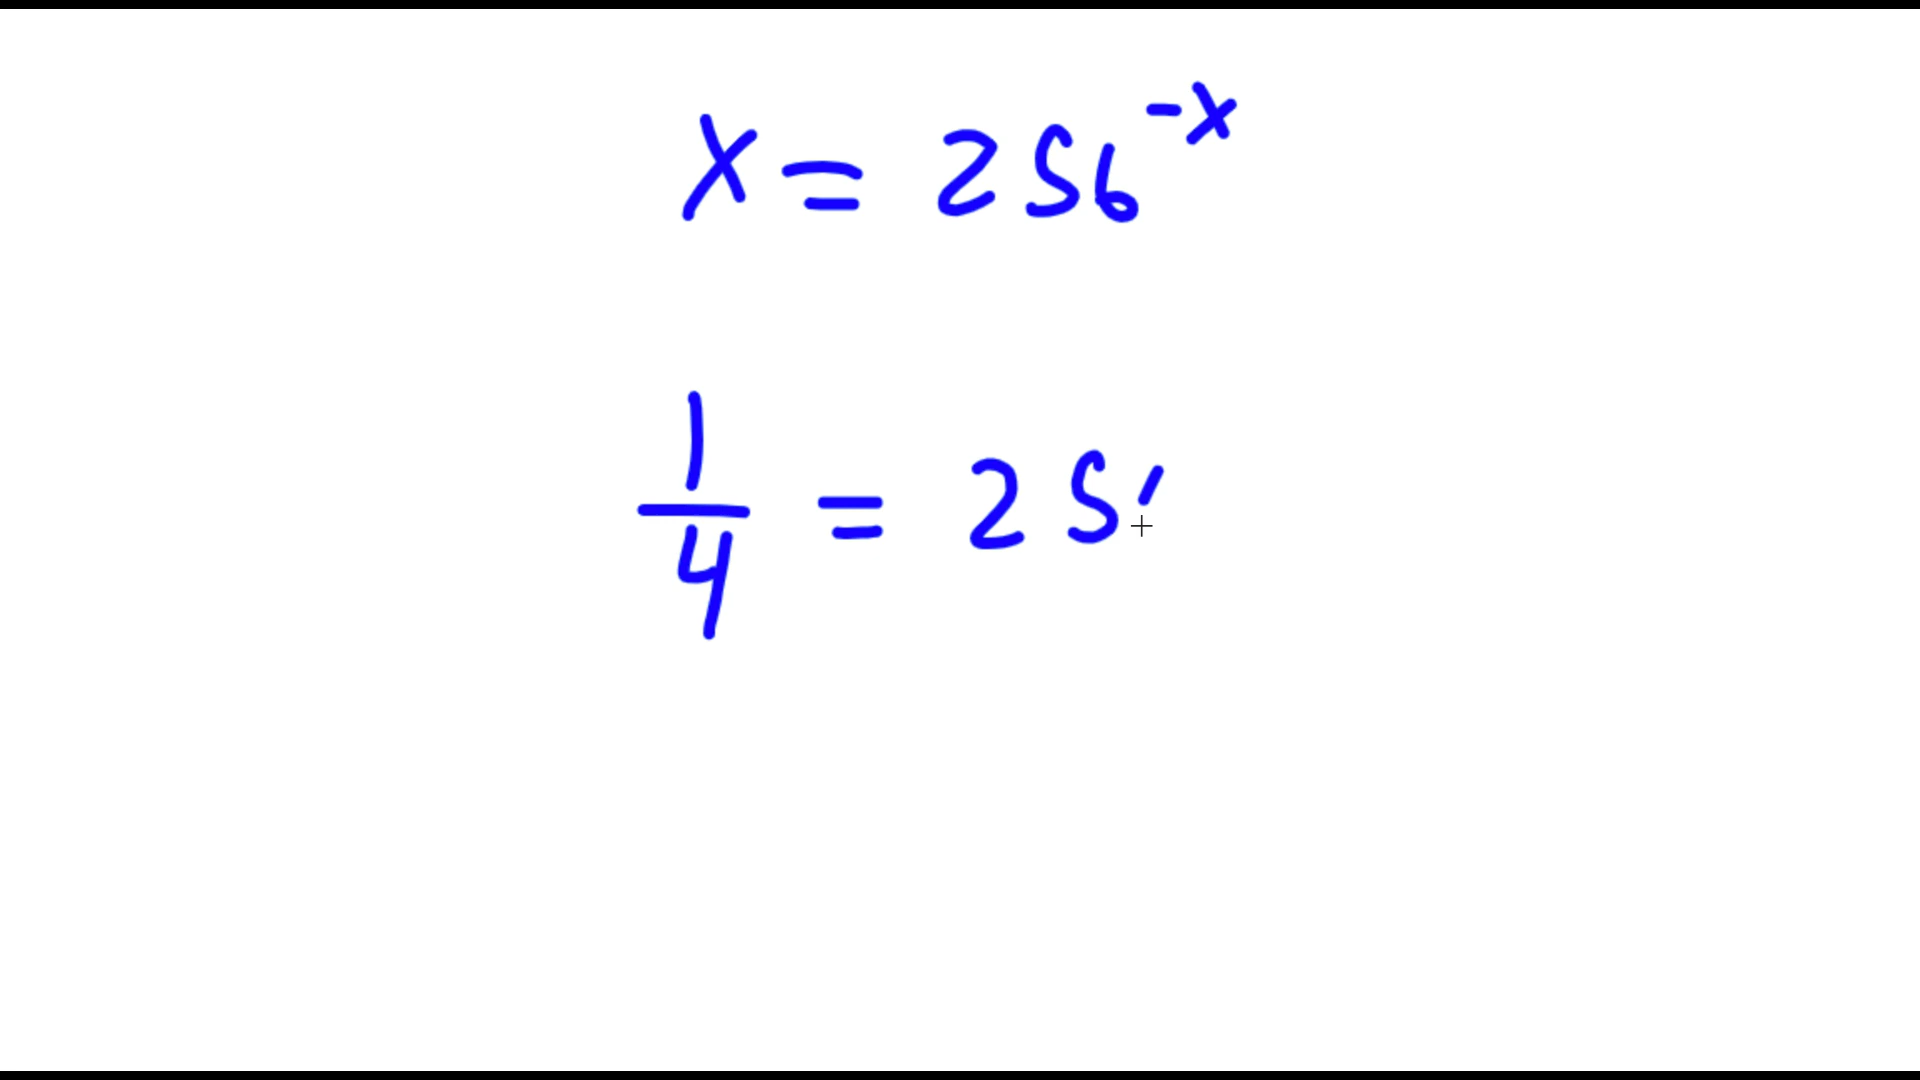 x = 256^-x
1/4 = 25